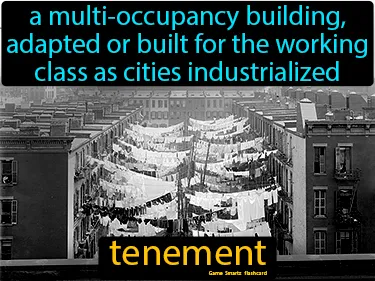 a multi-occupancy building,
adapted or built for the working
class as cities industrialized
tenement
Game Smartz flashcard